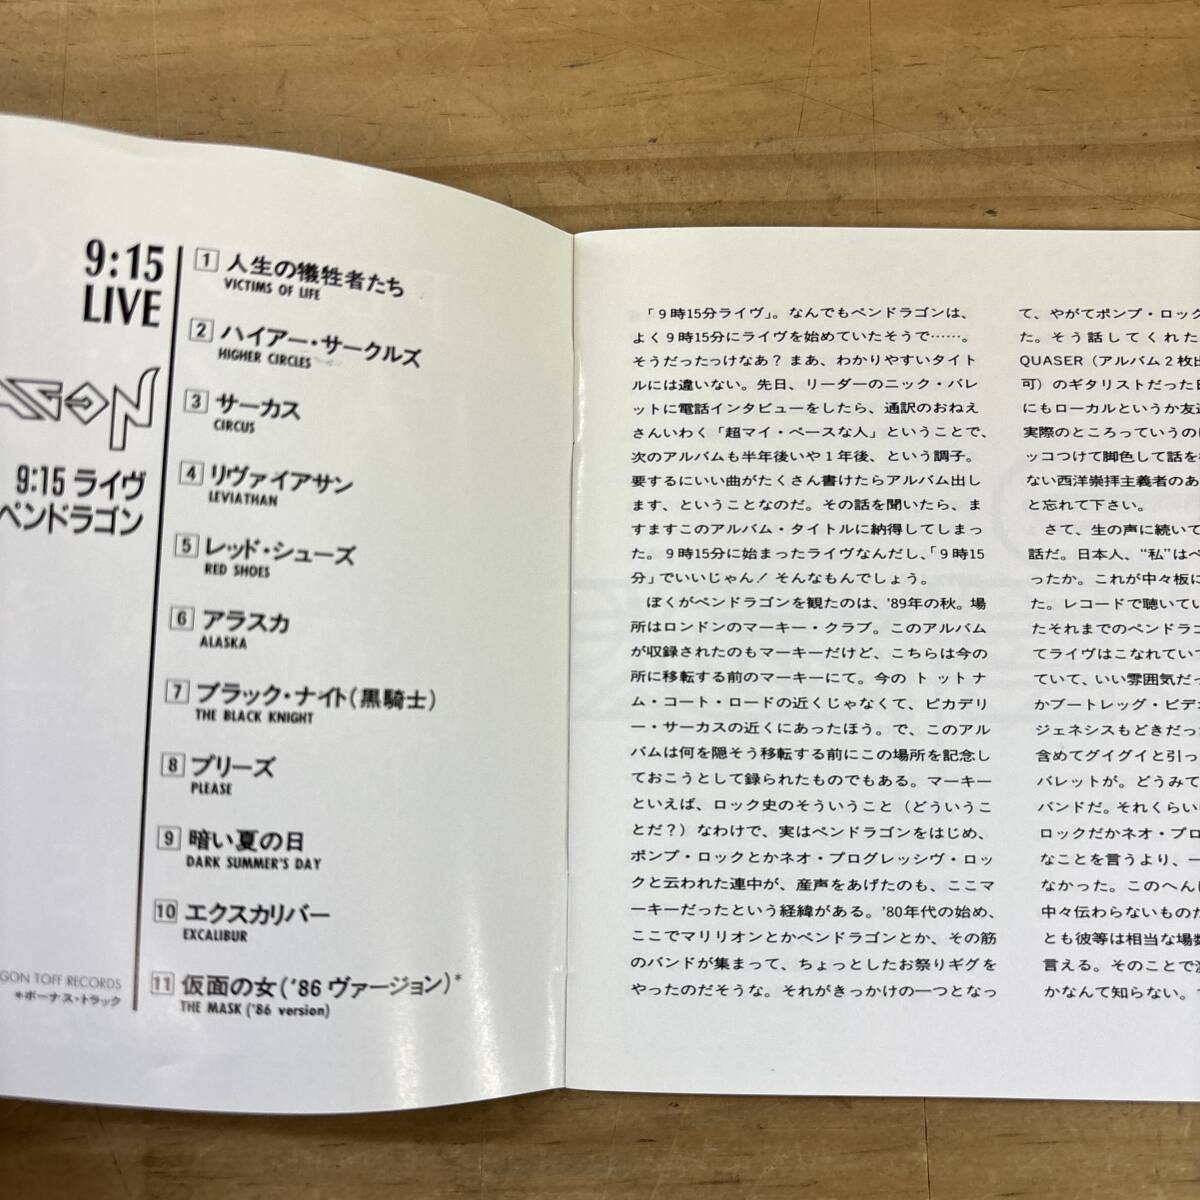 9:15
LIVE
9:15 ライヴ
ペンドラゴン
GON TOFF RECORDS
*ボーナス・トラック
1 人生の犠牲者たち
VICTIMS OF LIFE
2 ハイアー・サークルズ
HIGHER CIRCLES
3 サーカス
CIRCUS
4 リヴァイアサン
LEVIATHAN
5 レッド・シューズ
RED SHOES
6 アラスカ
ALASKA
7 ブラック・ナイト(黒騎士)
THE BLACK KNIGHT
8 プリーズ
PLEASE
9 暗い夏の日
DARK SUMMER'S DAY
10 エクスカリバー
EXCALIBUR
11 仮面の女('86 ヴァージョン)*
THE MASK ('86 version)
「9時15分ライヴ」。なんでもペンドラゴンは、
よく9時15分にライヴを始めていたそうで……。
そうだったっけなあ? まあ、わかりやすいタイト
ルには違いない。先日、リーダーのニック・バレ
ットに電話インタビューをしたら、通訳のおねえ
さんいわく「超マイ・ペースな人」ということで、
次のアルバムも半年後いや1年後、という調子。
要するにいい曲がたくさん書けたらアルバム出し
ます、ということなのだ。その話を聞いたら、ま
すますこのアルバム・タイトルに納得してしまっ
た。9時15分に始まったライヴなんだし、「9時15
分」でいいじゃん! そんなもんでしょう。
ぼくがペンドラゴンを観たのは、'89年の秋。場
所はロンドンのマーキー・クラブ。このアルバム
が収録されたのもマーキーだけど、こちらは今の
所に移転する前のマーキーにて。今のトットナ
ム・コート・ロードの近くじゃなくて、ピカデリ
ー・サーカスの近くにあったほう。で、このアル
バムは何を隠そう移転する前にこの場所を記念し
ておこうとして録られたものでもある。マーキー
といえば、ロック史のそういうこと(どういうこ
とだ?)なわけで、実はペンドラゴンをはじめ、
ポンプ・ロックとかネオ・プログレッシヴ・ロッ
クと云われた連中が、産声をあげたのも、ここマ
ーキーだったという経緯がある。'80年代の始め、
ここでマリリオンとかペンドラゴンとか、その筋
のバンドが集まって、ちょっとしたお祭りギグを
やったのだそうな。それがきっかけの一つとなっ
て、やがてポンプ・ロック
た。そう話してくれた
QUASER(アルバム2枚出
可)のギタリストだった日
にもローカルというか友達
実際のところっていうのは
ッコつけて脚色して話を
ない西洋崇拝主義者のあ
と忘れて下さい。
さて、生の声に続いて
話だ。日本人、“私”はペ
ったか。これが中々板に
た。レコードで聴いてい
たそれまでのペンドラゴ
てライヴはこなれていて
ていて、いい雰囲気だっ
かブートレッグ・ビデオ
ジェネシスもどきだった
含めてグイグイと引っ
バレットが。どうみて
バンドだ。それくらい
ロックだかネオ・プロ
なことを言うより、一
なかった。このへん
中々伝わらないものだ
とも彼等は相当な場数
言える。そのことで
かなんて知らない。